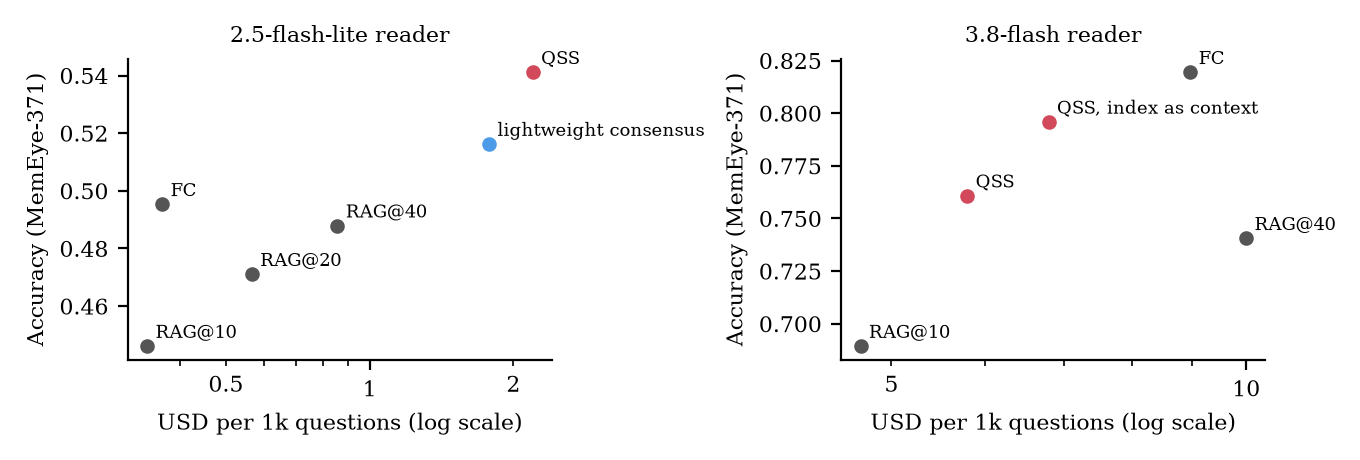 2.5-flash-lite reader
Accuracy (MemEye-371)
0.54
0.52
0.50
0.48
0.46
QSS
lightweight consensus
FC
RAG@40
RAG@20
RAG@10
0.5
1
2
USD per 1k questions (log scale)
3.8-flash reader
Accuracy (MemEye-371)
0.825
0.800
0.775
0.750
0.725
0.700
FC
QSS, index as context
QSS
RAG@40
RAG@10
5
10
USD per 1k questions (log scale)